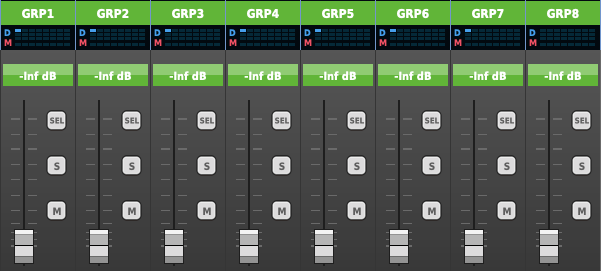 GRP1 GRP2 GRP3 GRP4 GRP5 GRP6 GRP7 GRP8
D D D D D D D D
M M M M M M M M
-Inf dB -Inf dB -Inf dB -Inf dB -Inf dB -Inf dB -Inf dB -Inf dB
SEL SEL SEL SEL SEL SEL SEL SEL
S S S S S S S S
M M M M M M M M